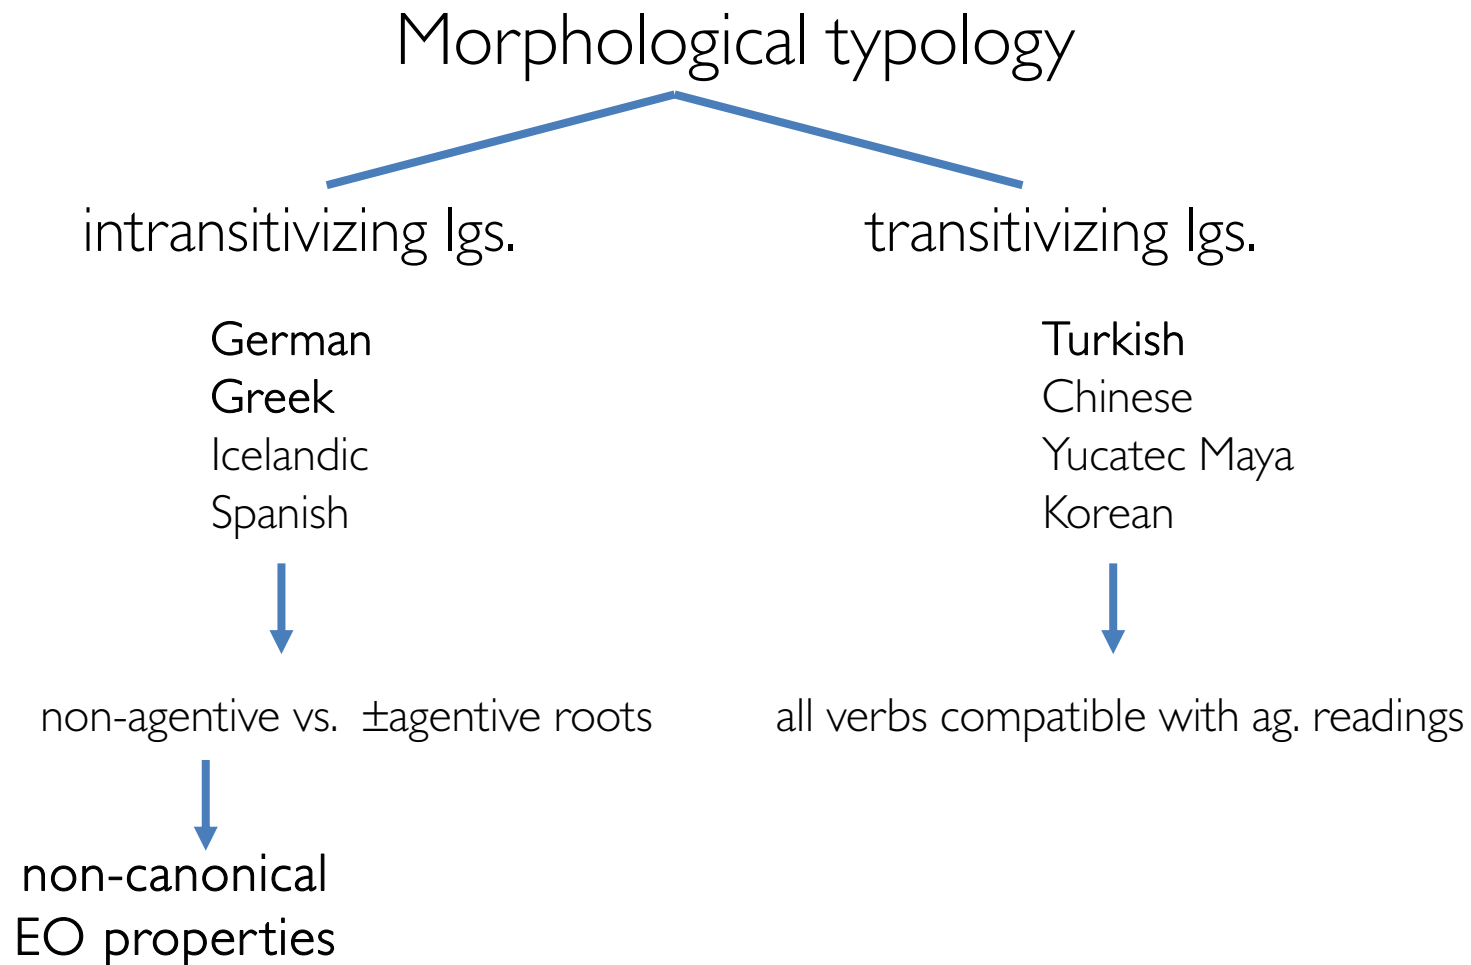 Morphological typology
intransitivizing lgs.
transitivizing lgs.
German
Greek
Icelandic
Spanish
Turkish
Chinese
Yucatec Maya
Korean
non-agentive vs. ±agentive roots
all verbs compatible with ag. readings
non-canonical
EO properties